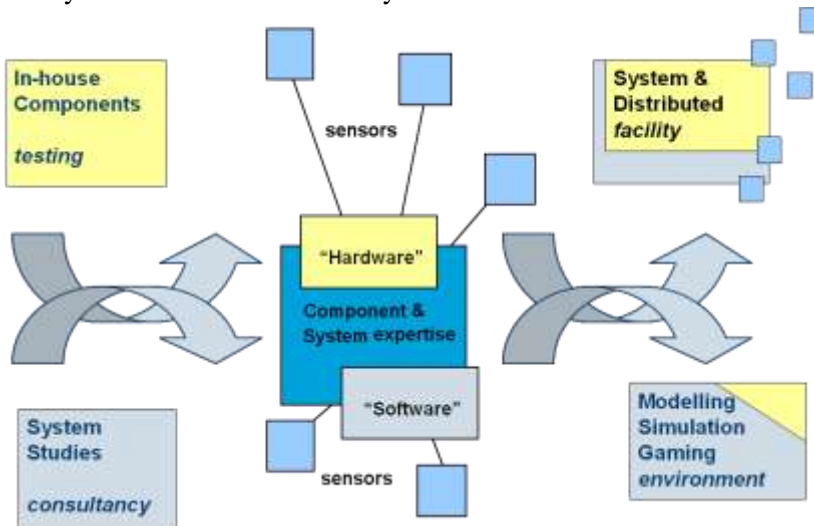 In-house
Components
testing
sensors
System &
Distributed
facility
"Hardware"
Component &
System expertise
"Software"
System
Studies
consultancy
sensors
Modelling
Simulation
Gaming
environment